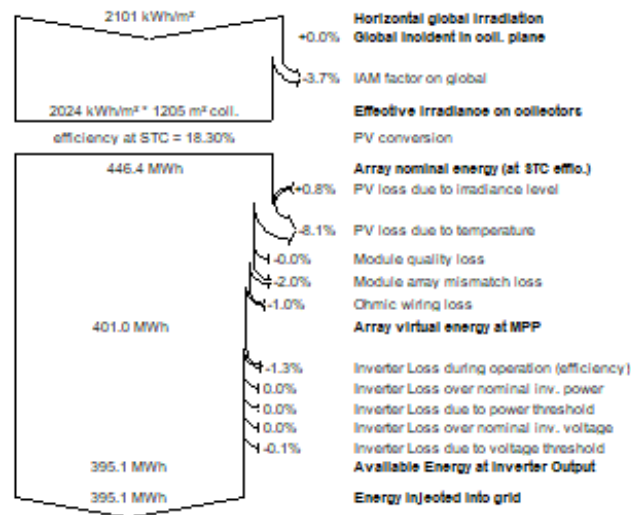 2101 kWh/m² Horizontal global irradiation
+0.0% Global incident in coll. plane
-3.7% IAM factor on global
2024 kWh/m² * 1205 m² coll. Effective irradiance on collectors
efficiency at STC = 18.30% PV conversion
446.4 MWh Array nominal energy (at STC effic.)
+0.8% PV loss due to irradiance level
-8.1% PV loss due to temperature
-0.0% Module quality loss
-2.0% Module array mismatch loss
-1.0% Ohmic wiring loss
401.0 MWh Array virtual energy at MPP
-1.3% Inverter Loss during operation (efficiency)
0.0% Inverter Loss over nominal inv. power
0.0% Inverter Loss due to power threshold
0.0% Inverter Loss over nominal inv. voltage
-0.1% Inverter Loss due to voltage threshold
395.1 MWh Available Energy at Inverter Output
395.1 MWh Energy injected into grid